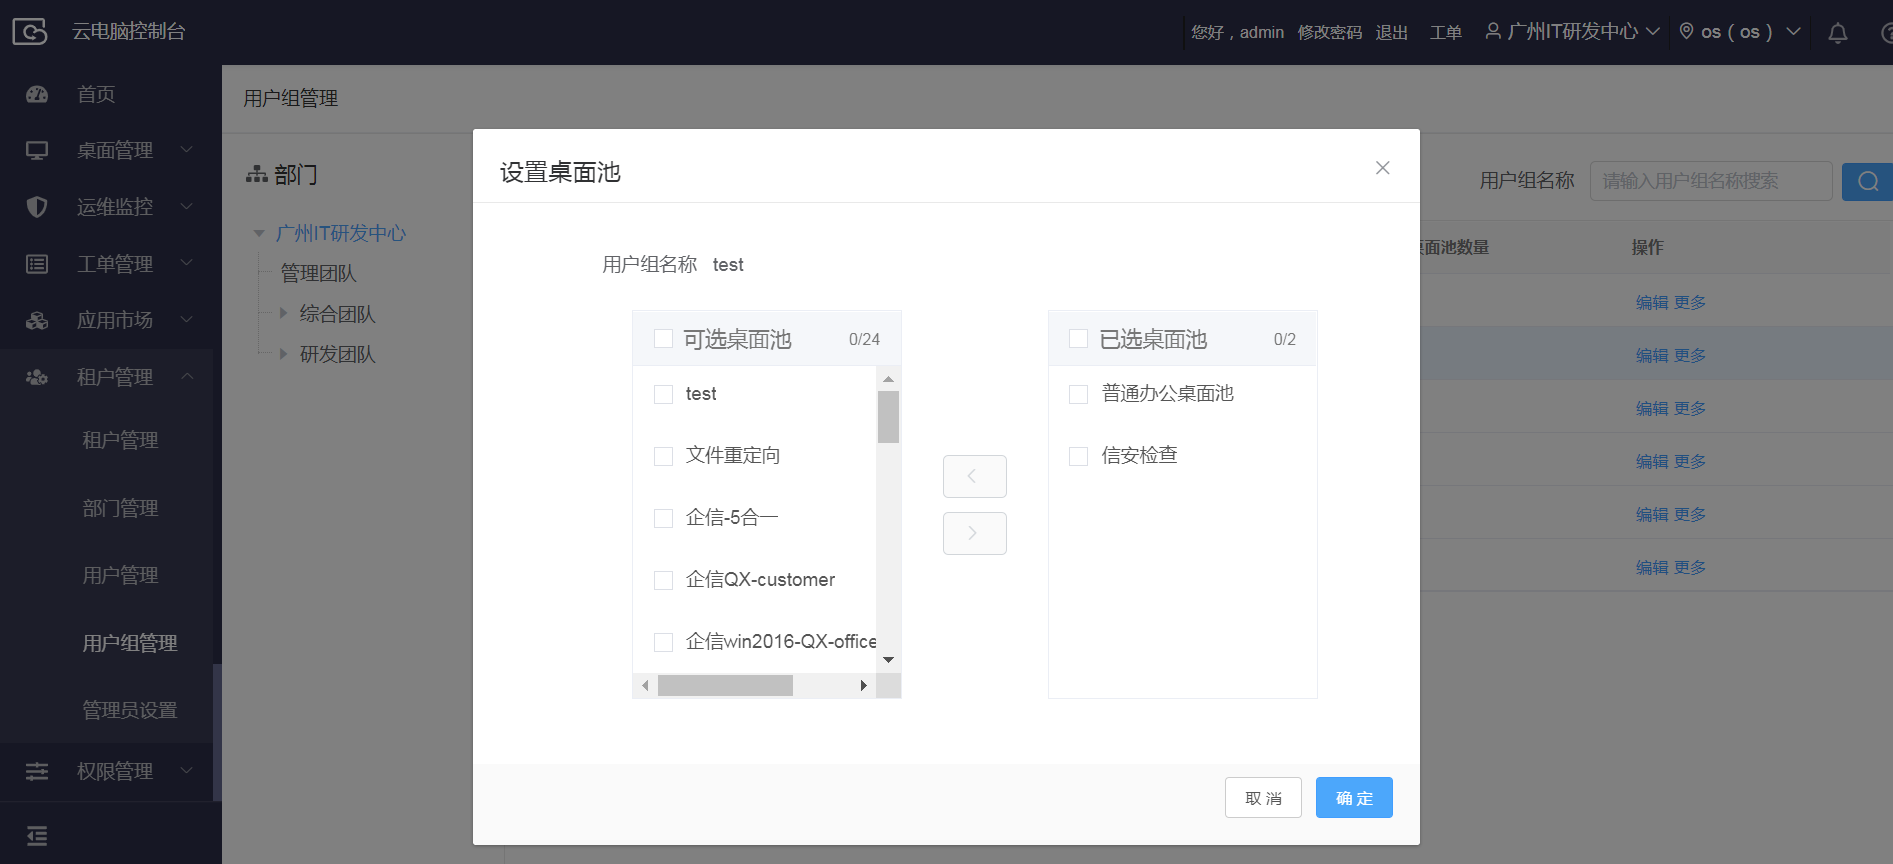 云电脑控制台
您好，admin 修改密码 退出 工单 广州IT研发中心 os（os）
首页
桌面管理
运维监控
工单管理
应用市场
租户管理
租户管理
部门管理
用户管理
用户组管理
管理员设置
权限管理
用户组管理
部门
广州IT研发中心
管理团队
综合团队
研发团队
用户组名称 请输入用户组名称搜索
面池数量 操作
编辑 更多
编辑 更多
编辑 更多
编辑 更多
编辑 更多
编辑 更多
设置桌面池
用户组名称 test
可选桌面池 0/24
test
文件重定向
企信-5合一
企信QX-customer
企信win2016-QX-office
已选桌面池 0/2
普通办公桌面池
信安检查
取 消 确 定